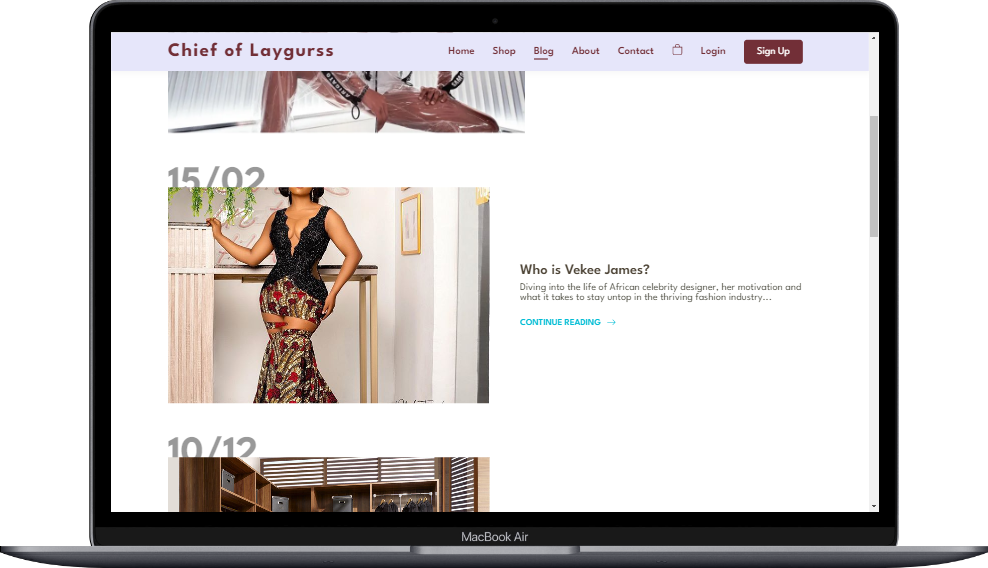 Chief of Laygurss
Home Shop Blog About Contact Login Sign Up
15/02
Who is Vekee James?
Diving into the life of African celebrity designer, her motivation and
what it takes to stay untop in the thriving fashion industry...
CONTINUE READING →
10/12
MacBook Air